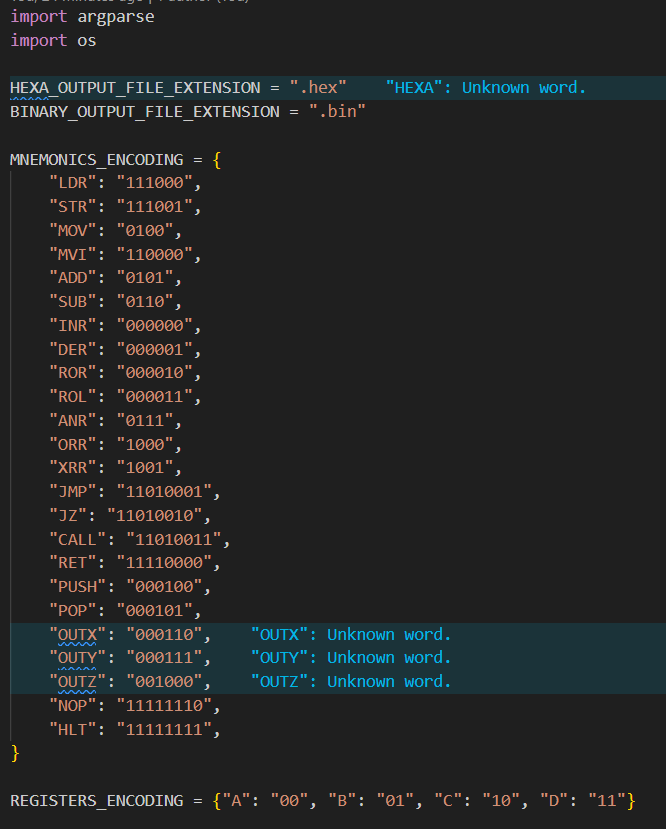 import argparse
import os
HEXA_OUTPUT_FILE_EXTENSION = ".hex" "HEXA": Unknown word.
BINARY_OUTPUT_FILE_EXTENSION = ".bin"
MNEMONICS_ENCODING = {
"LDR": "111000",
"STR": "111001",
"MOV": "0100",
"MVI": "110000",
"ADD": "0101",
"SUB": "0110",
"INR": "000000",
"DER": "000001",
"ROR": "000010",
"ROL": "000011",
"ANR": "0111",
"ORR": "1000",
"XRR": "1001",
"JMP": "11010001",
"JZ": "11010010",
"CALL": "11010011",
"RET": "11110000",
"PUSH": "000100",
"POP": "000101",
"OUTX": "000110", "OUTX": Unknown word.
"OUTY": "000111", "OUTY": Unknown word.
"OUTZ": "001000", "OUTZ": Unknown word.
"NOP": "11111110",
"HLT": "11111111",
}
REGISTERS_ENCODING = {"A": "00", "B": "01", "C": "10", "D": "11"}